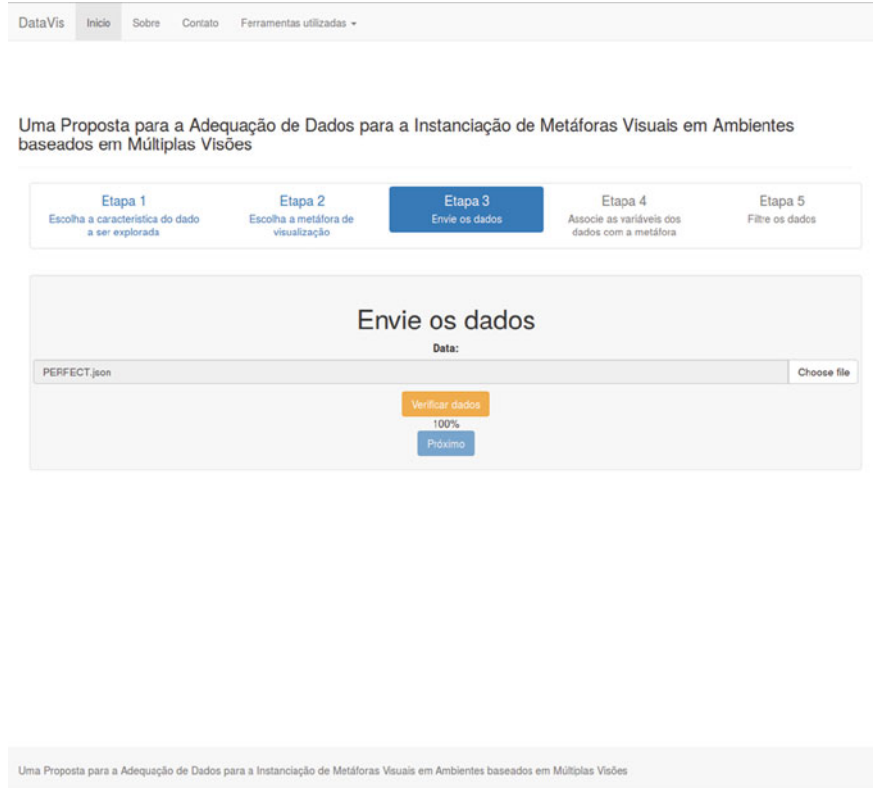 DataVis Início Sobre Contato Ferramentas utilizadas
Uma Proposta para a Adequação de Dados para a Instanciação de Metáforas Visuais em Ambientes
baseados em Múltiplas Visões
Etapa 1
Escolha a característica do dado
a ser explorada
Etapa 2
Escolha a metáfora de
visualização
Etapa 3
Envie os dados
Etapa 4
Associe as variáveis dos
dados com a metáfora
Etapa 5
Filtre os dados
Envie os dados
Data:
PERFECT.json Choose file
Verificar dados
100%
Próximo
Uma Proposta para a Adequação de Dados para a Instanciação de Metáforas Visuais em Ambientes baseados em Múltiplas Visões